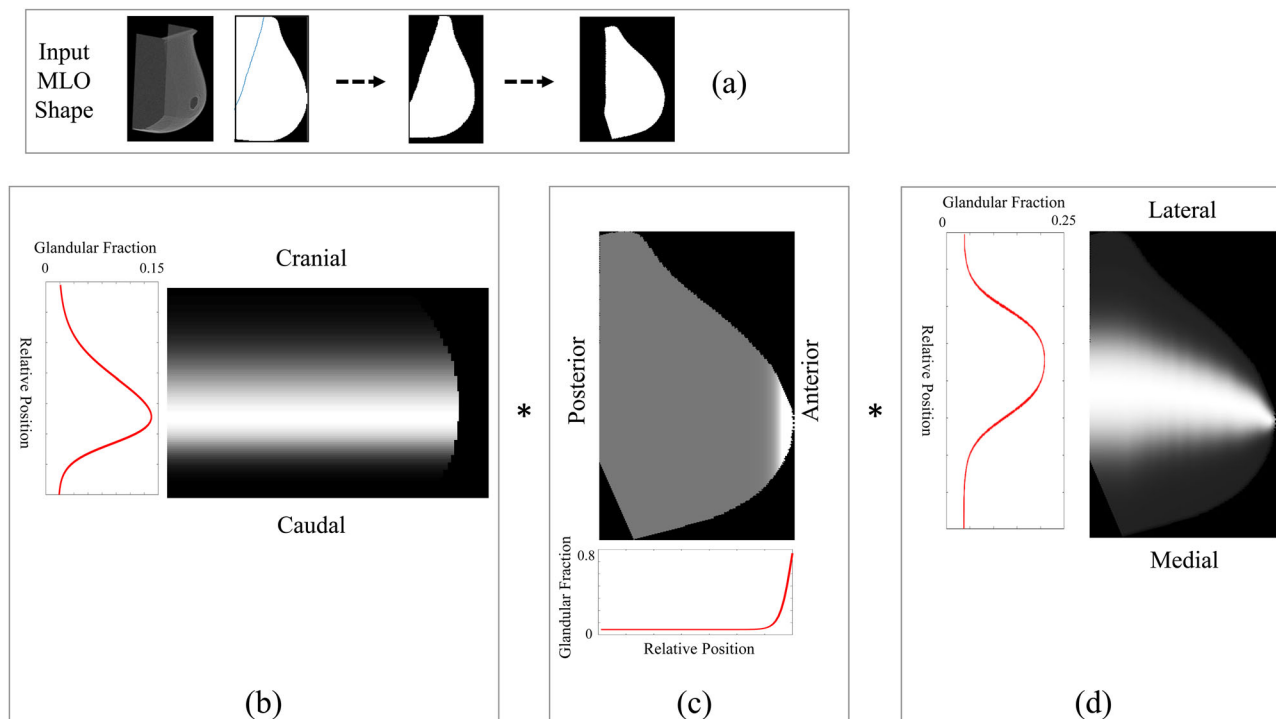 Input
MLO
Shape
(a)
Glandular Fraction
0 0.15
Relative Position
Cranial
Caudal
(b)
*
Posterior
Anterior
0.8
0
Glandular Fraction
Relative Position
(c)
*
Glandular Fraction
0 0.25
Relative Position
Lateral
Medial
(d)